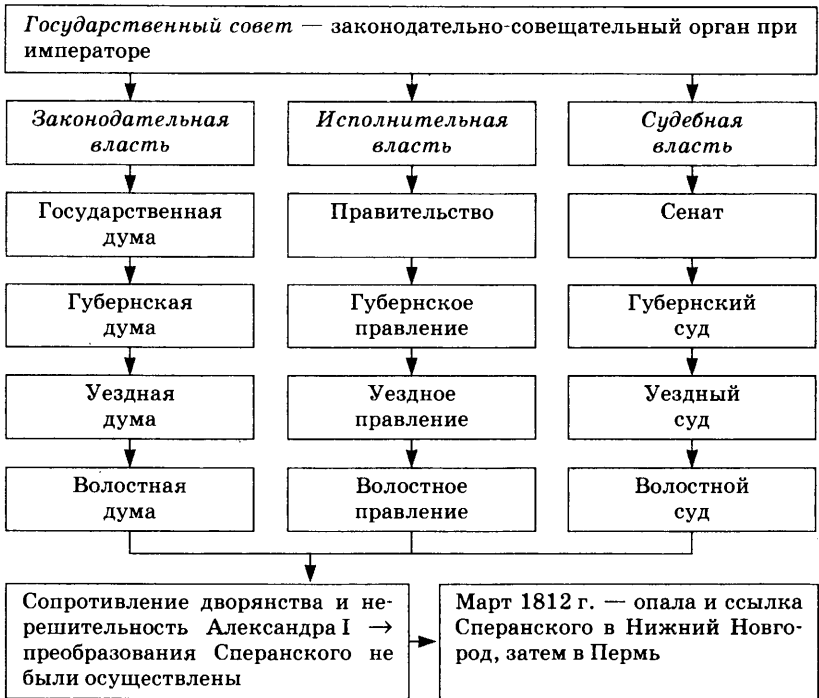 Государственный совет — законодательно-совещательный орган при
императоре
Законодательная
власть
Исполнительная
власть
Судебная
власть
Государственная
дума
Правительство
Сенат
Губернская
дума
Губернское
правление
Губернский
суд
Уездная
дума
Уездное
правление
Уездный
суд
Волостная
дума
Волостное
правление
Волостной
суд
Сопротивление дворянства и не-
решительность Александра I →
преобразования Сперанского не
были осуществлены
Март 1812 г. — опала и ссылка
Сперанского в Нижний Новго-
род, затем в Пермь